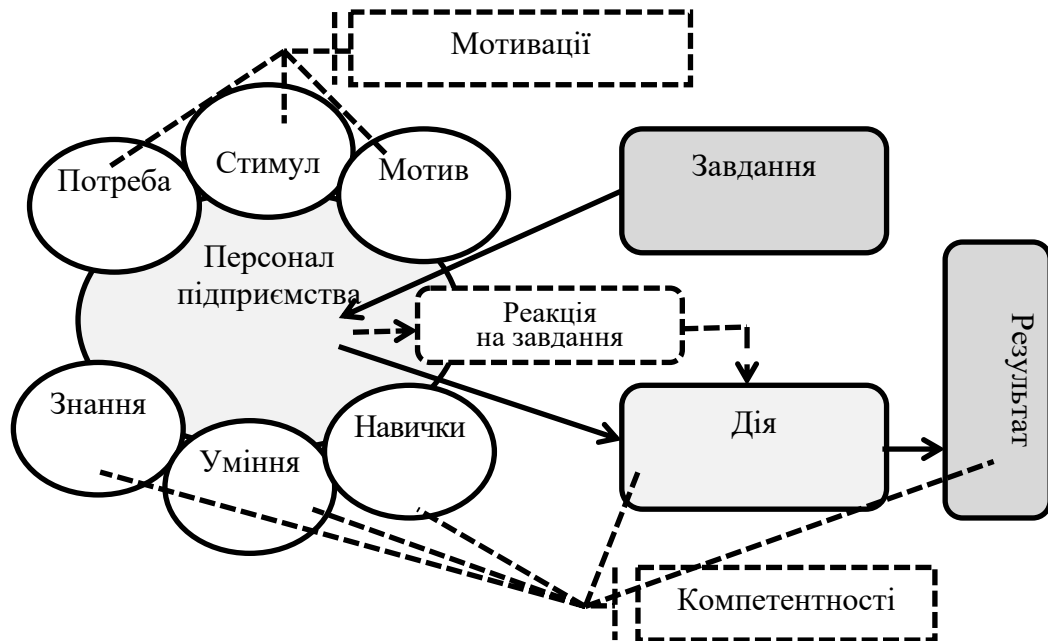 Мотивації
Потреба
Стимул
Мотив
Завдання
Персонал
підприємства
Реакція
на завдання
Результат
Знання
Уміння
Навички
Дія
Компетентності